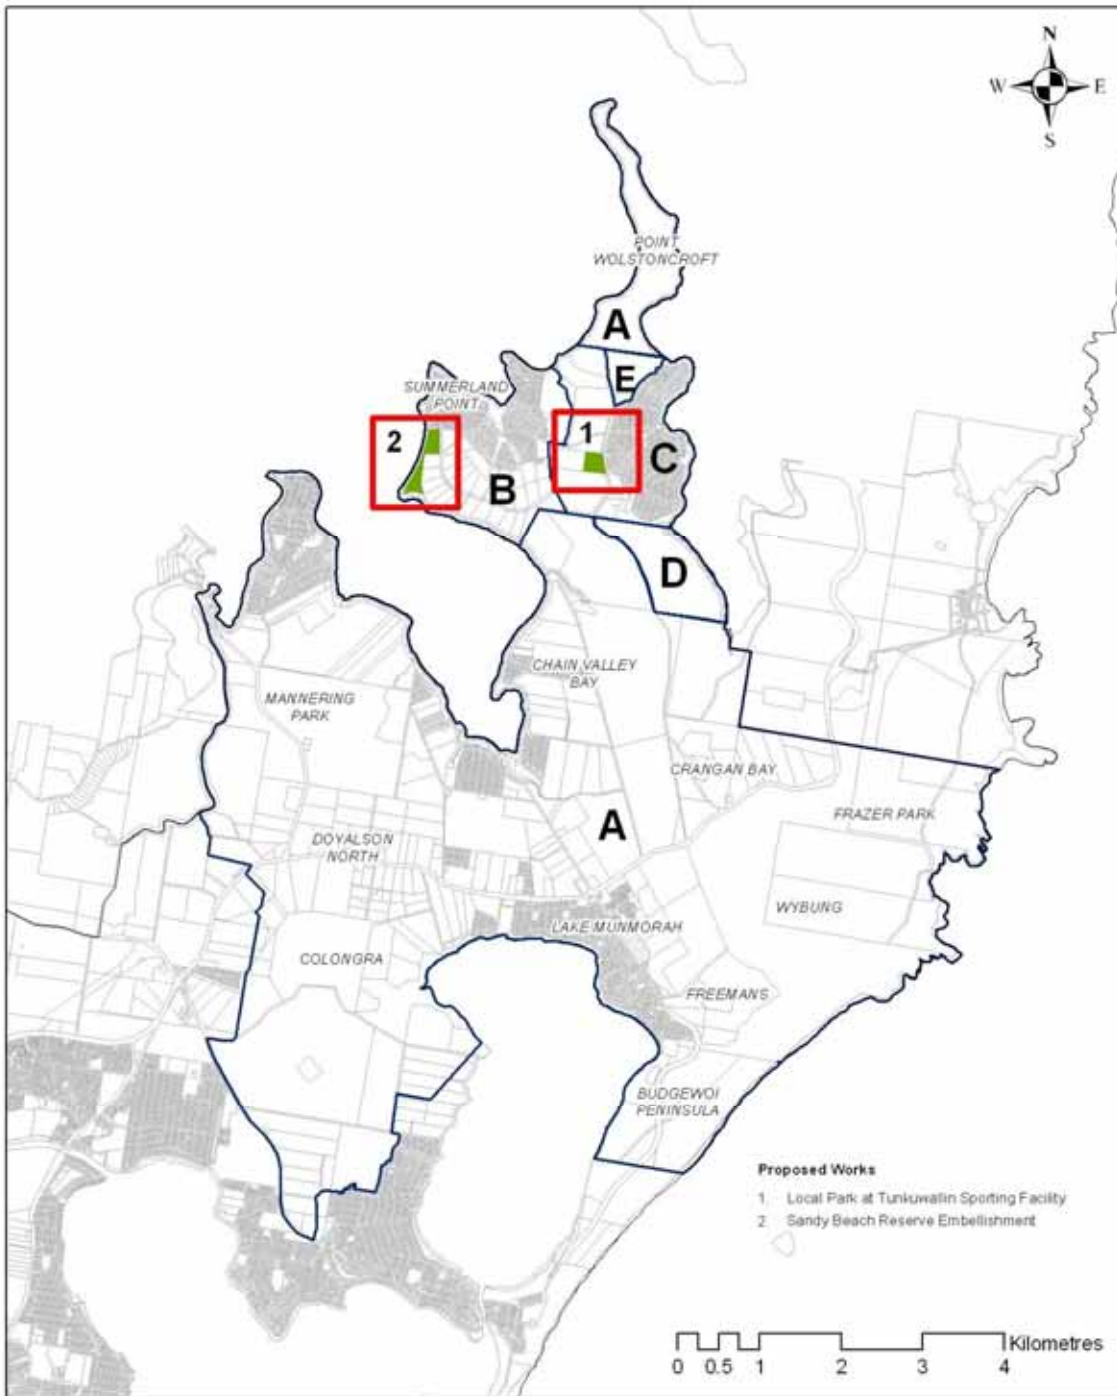 N
W E
S
POINT
WOLSTONCROFT
A
E
SUMMERLAND
POINT
2
1
C
B
D
CHAIN VALLEY
BAY
MANNERING
PARK
CRANGAN BAY
A
FRAZER PARK
DOYALSON
NORTH
WYBUNG
LAKE MUNMORAH
COLONGRA
FREEMANS
BUDGEWOI
PENINSULA
Proposed Works
1 Local Park at Tunkuwallin Sporting Facility
2 Sandy Beach Reserve Embellishment
Kilometres
0 0.5 1 2 3 4